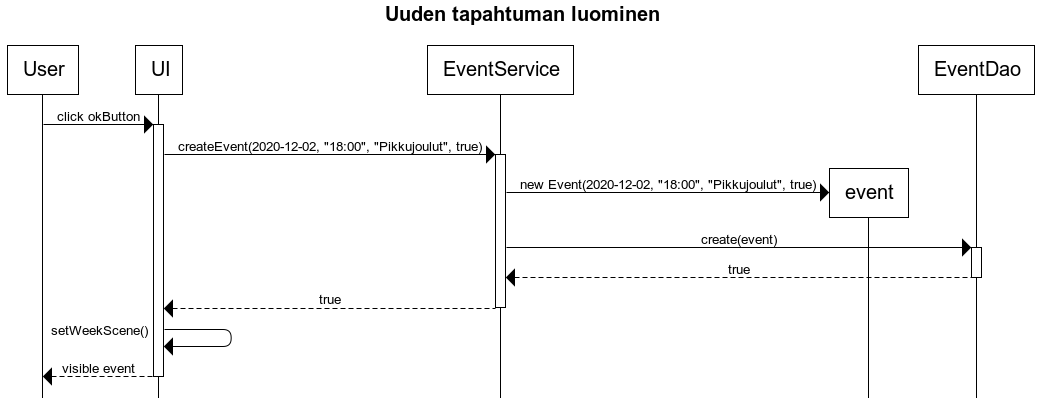 Uuden tapahtuman luominen
User
UI
EventService
EventDao
click okButton
createEvent(2020-12-02, "18:00", "Pikkujoulut", true)
new Event(2020-12-02, "18:00", "Pikkujoulut", true)
event
create(event)
true
true
setWeekScene()
visible event